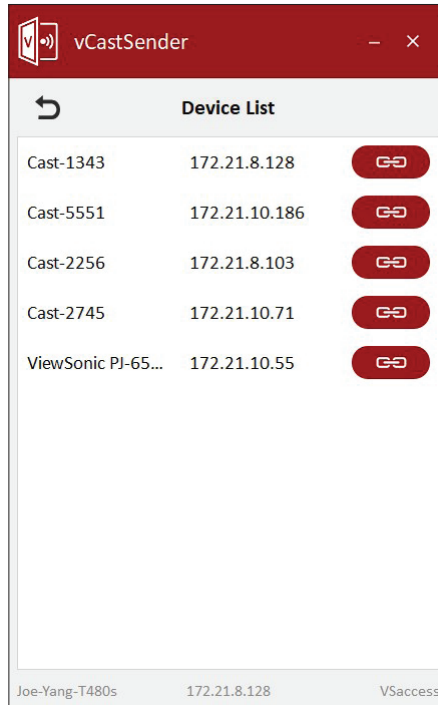 V vCastSender
Device List
Cast-1343 172.21.8.128
Cast-5551 172.21.10.186
Cast-2256 172.21.8.103
Cast-2745 172.21.10.71
ViewSonic PJ-65... 172.21.10.55
Joe-Yang-T480s 172.21.8.128 VSaccess